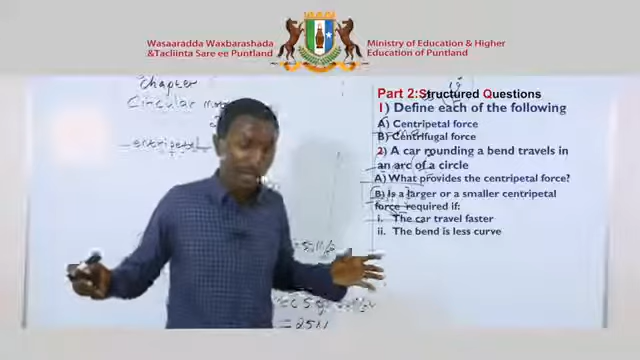 Wasaaradda Waxbarashada
&Tacliinta Sare ee Puntland
Ministry of Education & Higher
Education of Puntland
Chapter
Circular
Part 2:Structured Questions
1) Define each of the following
A) Centripetal force
B) Centrifugal force
2) A car rounding a bend travels in
an arc of a circle
A) What provides the centripetal force?
B) Is a larger or a smaller centripetal
force required if:
i. The car travel faster
ii. The bend is less curve
= 25N